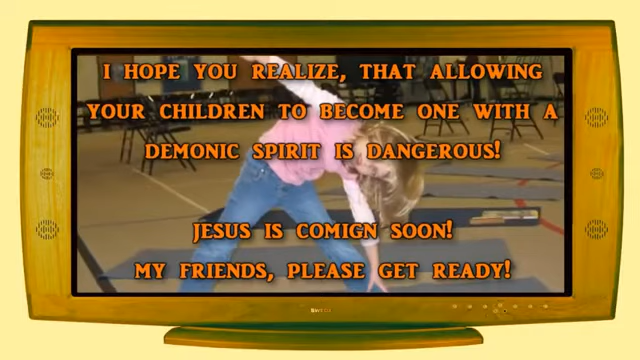 I HOPE YOU REALIZE, THAT ALLOWING
YOUR CHILDREN TO BECOME ONE WITH A
DEMONIC SPIRIT IS DANGEROUS!
JESUS IS COMIGN SOON!
MY FRIENDS, PLEASE GET READY!